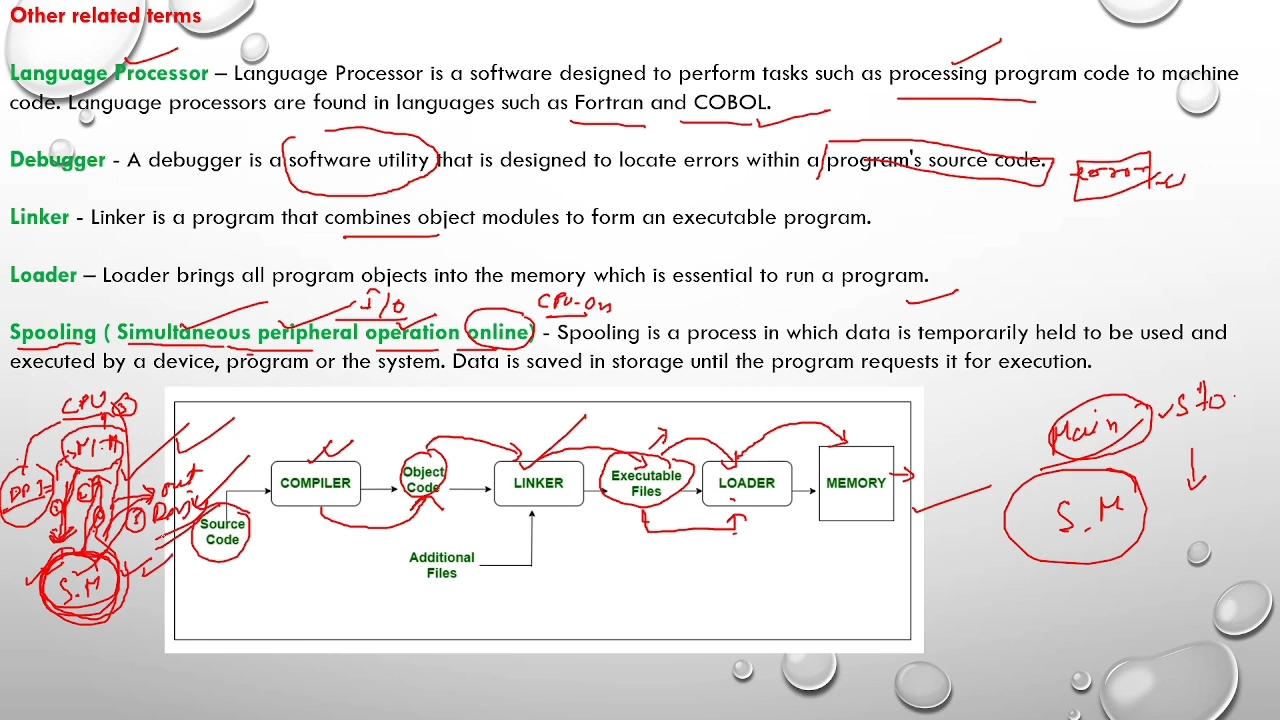 Other related terms
Language Processor – Language Processor is a software designed to perform tasks such as processing program code to machine
code. Language processors are found in languages such as Fortran and COBOL.
Debugger - A debugger is a software utility that is designed to locate errors within a program's source code.
error
Linker - Linker is a program that combines object modules to form an executable program.
Loader – Loader brings all program objects into the memory which is essential to run a program.
I/O
CPU-On
Spooling ( Simultaneous peripheral operation online) - Spooling is a process in which data is temporarily held to be used and
executed by a device, program or the system. Data is saved in storage until the program requests it for execution.
CPU
M.M
out
S.M
Source
Code
COMPILER
Object
Code
LINKER
Additional
Files
Executable
Files
LOADER
MEMORY
Main
S.M